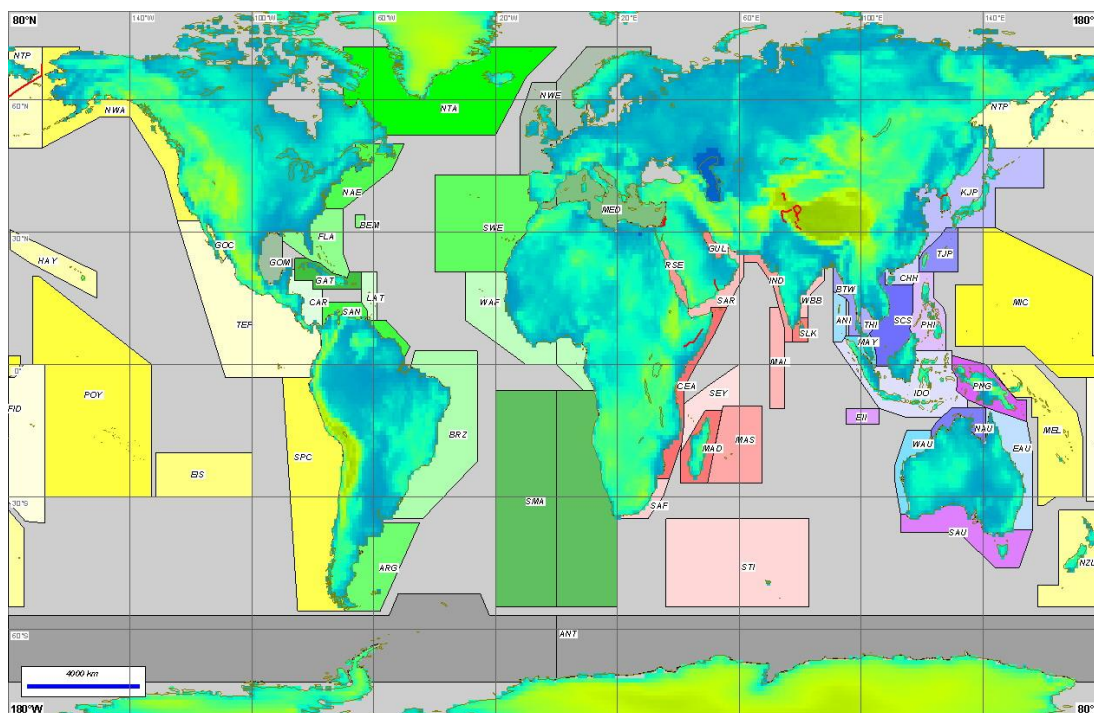 80°N
140°W
100°W
60°W
20°W
20°E
60°E
100°E
140°E
180°
NTP
60°N
NWA
NTA
NWE
NTP
NAE
KJP
MED
BEM
SWE
30°N
FLA
GOC
TJP
HAY
GOM
GAT
RSE
GUL
IND
BTW
CHH
CAR
LAT
WAF
SAR
WBB
MIC
SAN
ANI
THI
SCS
PHI
TEP
SLK
MAY
0°
MAL
CEA
PNG
FID
POY
SEY
IDO
EII
NAU
MEL
BRZ
MAD
MAS
WAU
EAU
SPC
EIS
30°S
SMA
SAF
SAU
ARG
STI
NZL
60°S
ANT
4000 km
180°W
80°